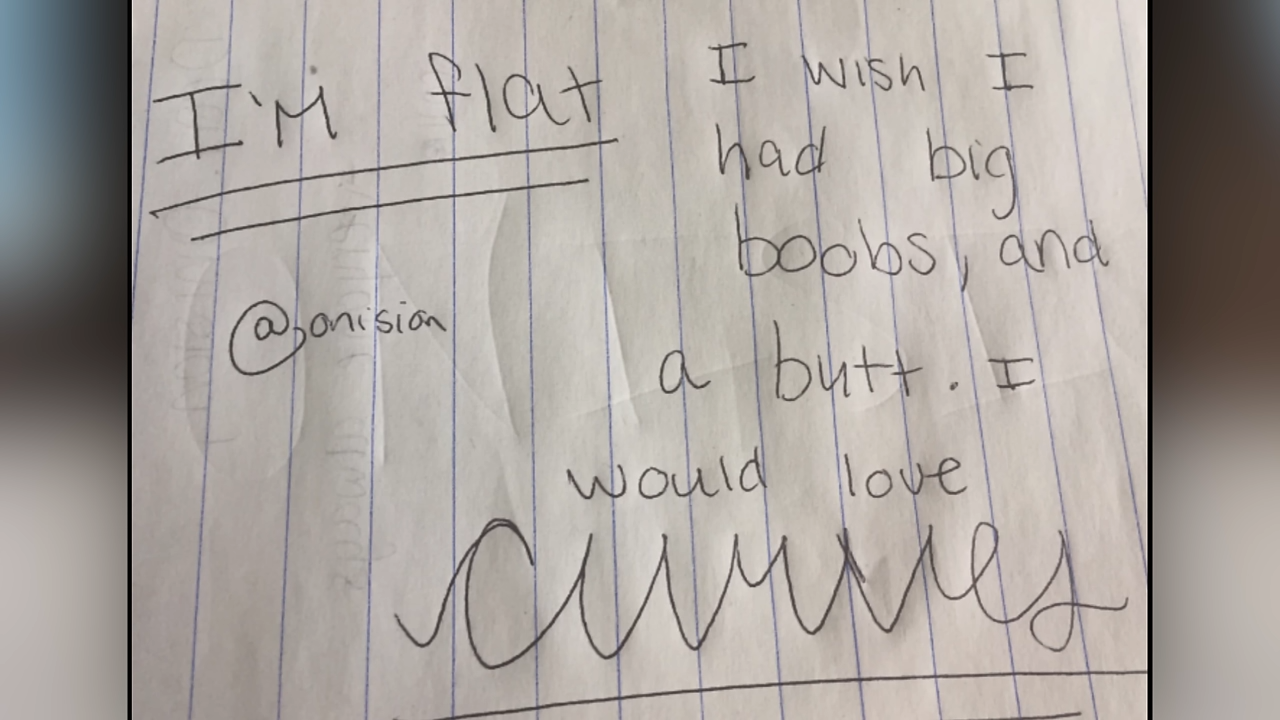 I'm flat
@onision
I wish I
had big
boobs, and
a butt. I
would love
curves